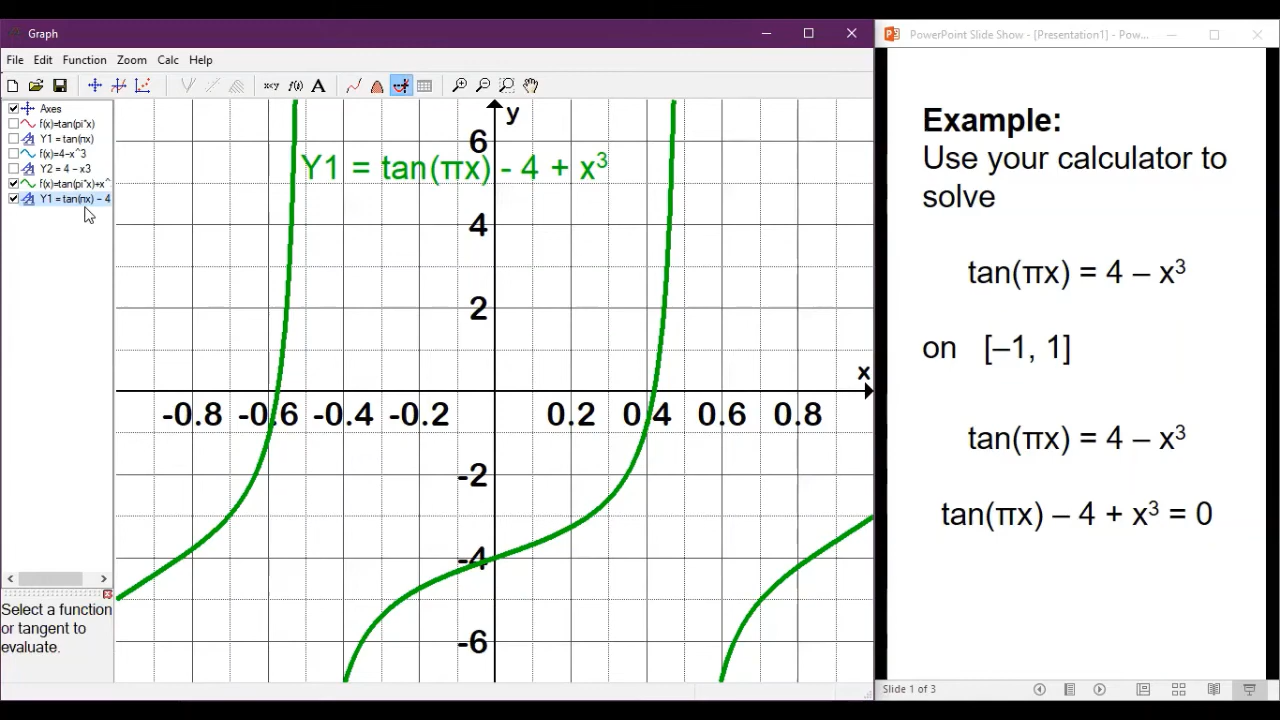 Graph
File Edit Function Zoom Calc Help
Axes
f(x)=tan(pi*x)
Y1 = tan(πx)
f(x)=4-x^3
Y2 = 4 - x3
f(x)=tan(pi*x)+x^
Y1 = tan(πx) - 4
Select a function
or tangent to
evaluate.
y
Y1 = tan(πx) - 4 + x³
6
4
2
x
-0.8 -0.6 -0.4 -0.2 0.2 0.4 0.6 0.8
-2
-4
-6
PowerPoint Slide Show - [Presentation1] - Pow...
Example:
Use your calculator to
solve
tan(πx) = 4 – x³
on [–1, 1]
tan(πx) = 4 – x³
tan(πx) – 4 + x³ = 0
Slide 1 of 3